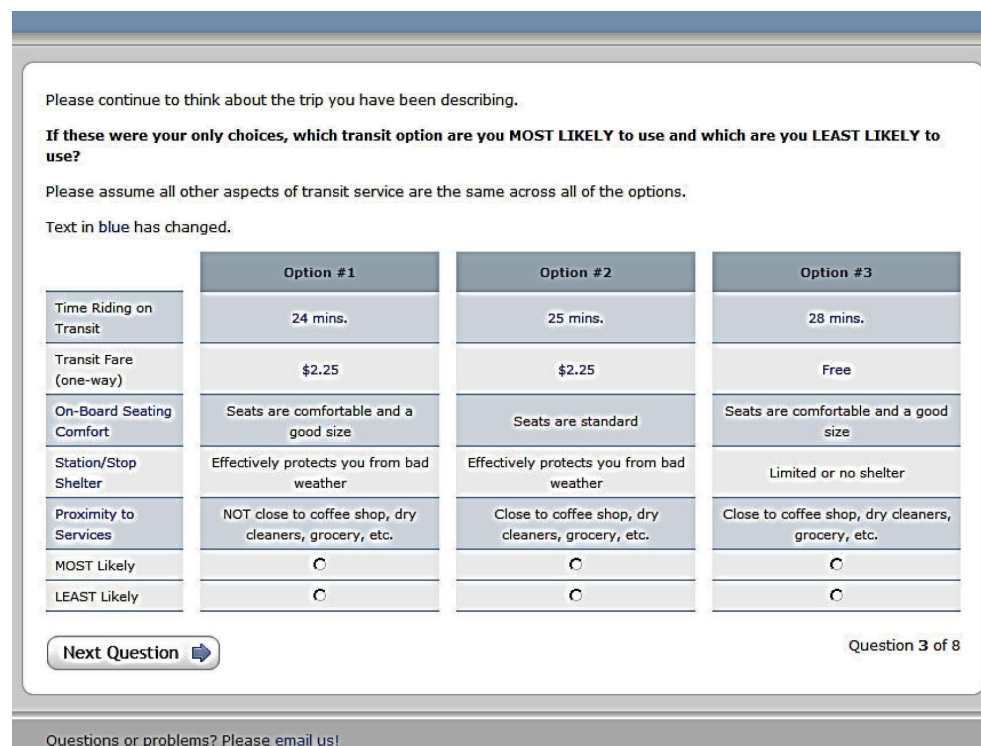 Please continue to think about the trip you have been describing.
If these were your only choices, which transit option are you MOST LIKELY to use and which are you LEAST LIKELY to
use?
Please assume all other aspects of transit service are the same across all of the options.
Text in blue has changed.
Option #1 Option #2 Option #3
Time Riding on
Transit
24 mins. 25 mins. 28 mins.
Transit Fare
(one-way)
$2.25 $2.25 Free
On-Board Seating
Comfort
Seats are comfortable and a
good size
Seats are standard
Seats are comfortable and a good
size
Station/Stop
Shelter
Effectively protects you from bad
weather
Effectively protects you from bad
weather
Limited or no shelter
Proximity to
Services
NOT close to coffee shop, dry
cleaners, grocery, etc.
Close to coffee shop, dry
cleaners, grocery, etc.
Close to coffee shop, dry cleaners,
grocery, etc.
MOST Likely
LEAST Likely
Next Question
Question 3 of 8
Questions or problems? Please email us!